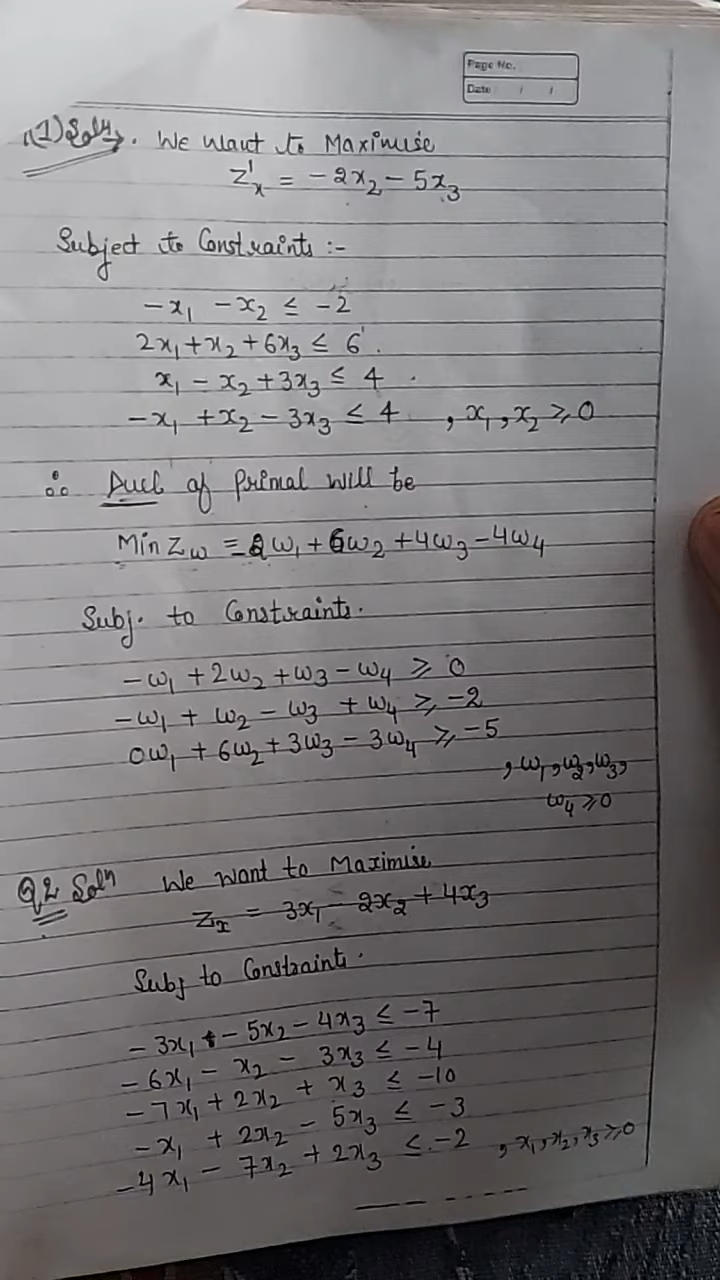 Page No.
Date / /
(1) Solⁿ → . We want to Maximise
Z'ₓ = -2x₂ - 5x₃
Subject to Constraints :-
-x₁ - x₂ ≤ -2
2x₁ + x₂ + 6x₃ ≤ 6 .
x₁ - x₂ + 3x₃ ≤ 4 .
-x₁ + x₂ - 3x₃ ≤ 4 , x₁, x₂ ≥ 0
∴ Dual of primal will be
Min Z_w = -2w₁ + 6w₂ + 4w₃ - 4w₄
Subj. to Constraints.
-w₁ + 2w₂ + w₃ - w₄ ≥ 0
-w₁ + w₂ - w₃ + w₄ ≥ -2
0w₁ + 6w₂ + 3w₃ - 3w₄ ≥ -5
, w₁, w₂, w₃,
w₄ ≥ 0
Q2 Solⁿ We want to Maximise
Zₓ = 3x₁ - 2x₂ + 4x₃
Subj to Constraints.
-3x₁ - 5x₂ - 4x₃ ≤ -7
-6x₁ - x₂ - 3x₃ ≤ -4
-7x₁ + 2x₂ + x₃ ≤ -10
-x₁ + 2x₂ - 5x₃ ≤ -3
-4x₁ - 7x₂ + 2x₃ ≤ -2 , x₁, x₂, x₃ ≥ 0